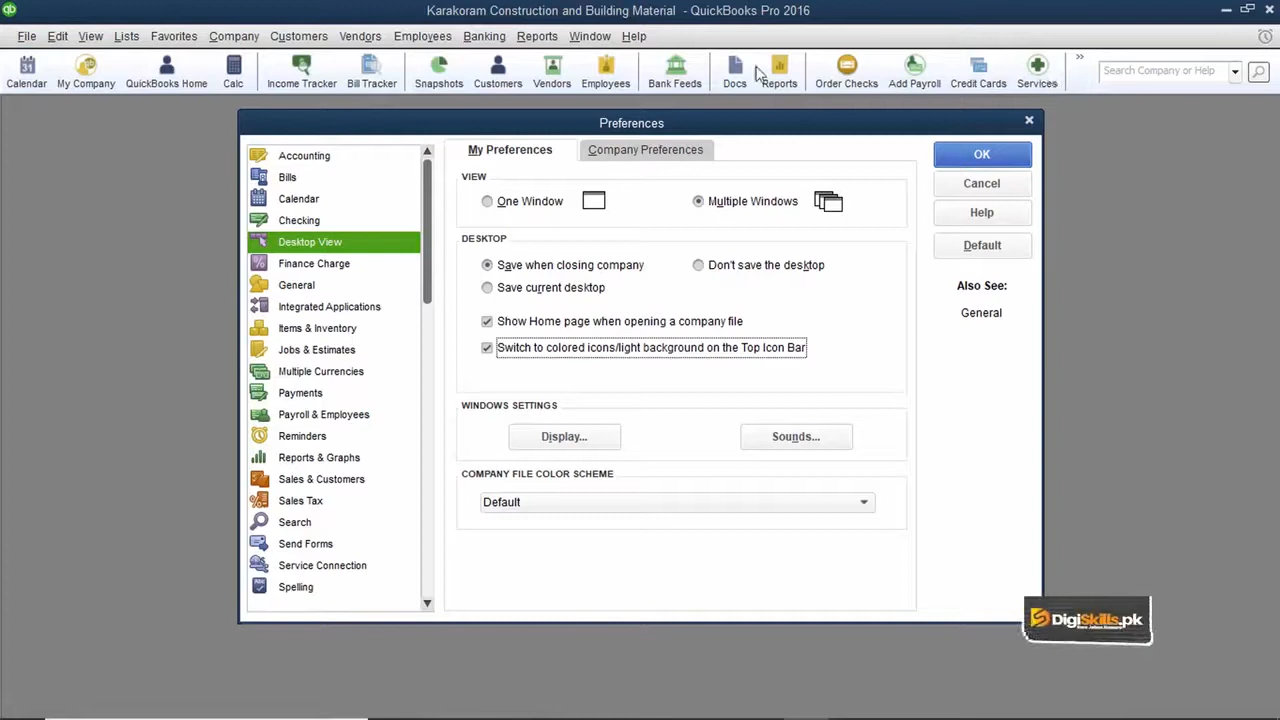 Karakoram Construction and Building Material - QuickBooks Pro 2016
File Edit View Lists Favorites Company Customers Vendors Employees Banking Reports Window Help
Calendar My Company QuickBooks Home Calc Income Tracker Bill Tracker Snapshots Customers Vendors Employees Bank Feeds Docs Reports Order Checks Add Payroll Credit Cards Services » Search Company or Help
Preferences
Accounting
Bills
Calendar
Checking
Desktop View
Finance Charge
General
Integrated Applications
Items & Inventory
Jobs & Estimates
Multiple Currencies
Payments
Payroll & Employees
Reminders
Reports & Graphs
Sales & Customers
Sales Tax
Search
Send Forms
Service Connection
Spelling
My Preferences Company Preferences
VIEW
One Window Multiple Windows
DESKTOP
Save when closing company Don't save the desktop
Save current desktop
Show Home page when opening a company file
Switch to colored icons/light background on the Top Icon Bar
WINDOWS SETTINGS
Display... Sounds...
COMPANY FILE COLOR SCHEME
Default
OK
Cancel
Help
Default
Also See:
General
DigiSkills.pk